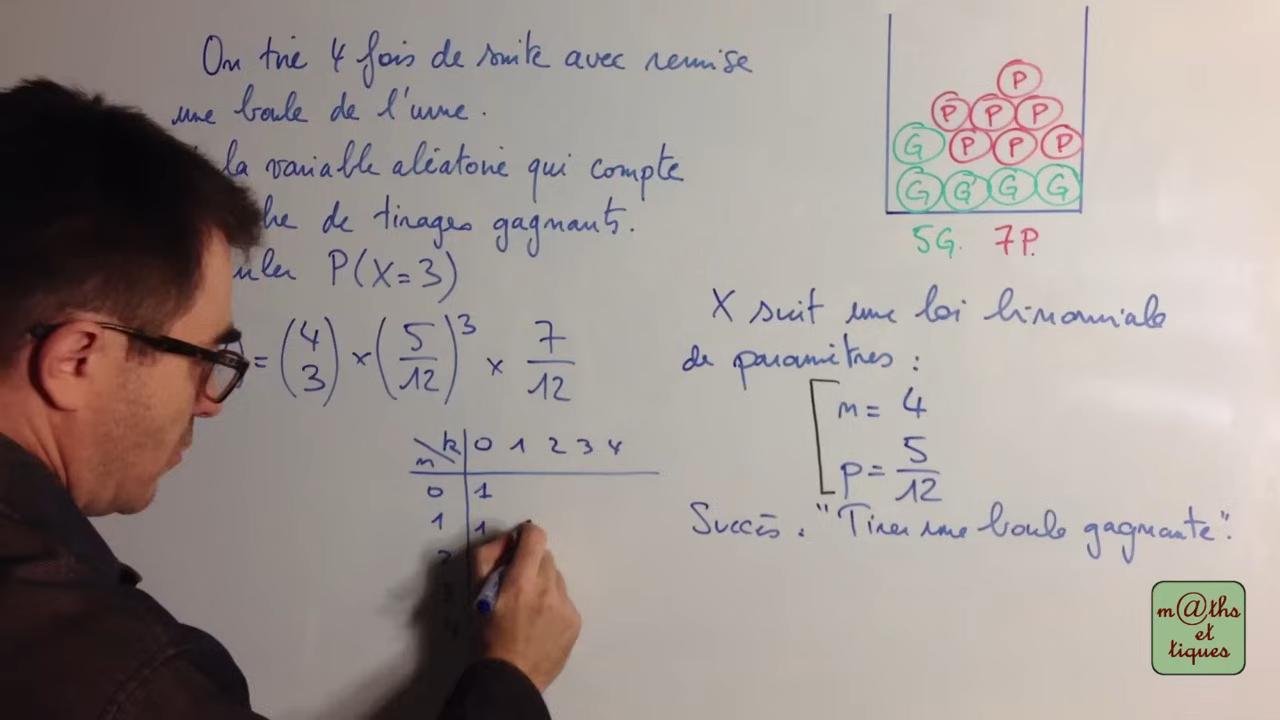 On tire 4 fois de suite avec remise
une boule de l'urne.
la variable aléatoire qui compte
de tirages gagnants.
P(X=3)
= (4 3) × (5/12)^3 × 7/12
n\k 0 1 2 3 4
0 1
1 1
P
P P P
G P P P
G G G G
5G. 7P.
X suit une loi binomiale
de paramètres :
n = 4
p = 5/12
Succès : "Tirer une boule gagnante".
m@ths
et
tiques